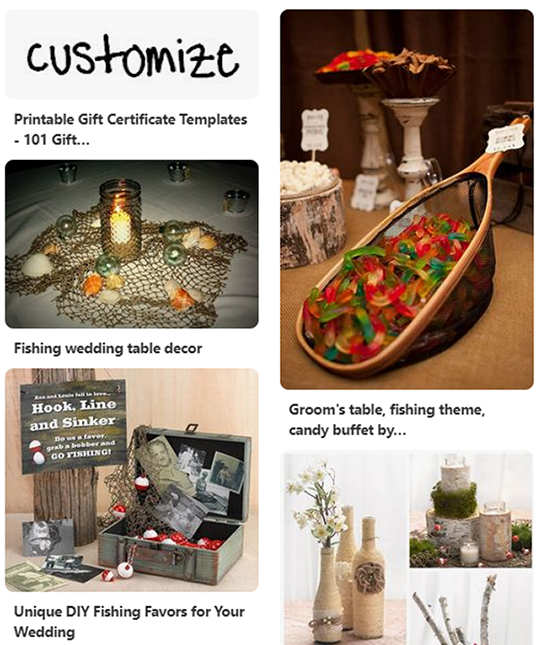 customize
Printable Gift Certificate Templates
- 101 Gift...
Fishing wedding table decor
Ann and Louis fell in love...
Hook, Line
and Sinker
Do us a favor,
grab a bobber and
GO FISHING!
Unique DIY Fishing Favors for Your
Wedding
Groom's table, fishing theme,
candy buffet by...